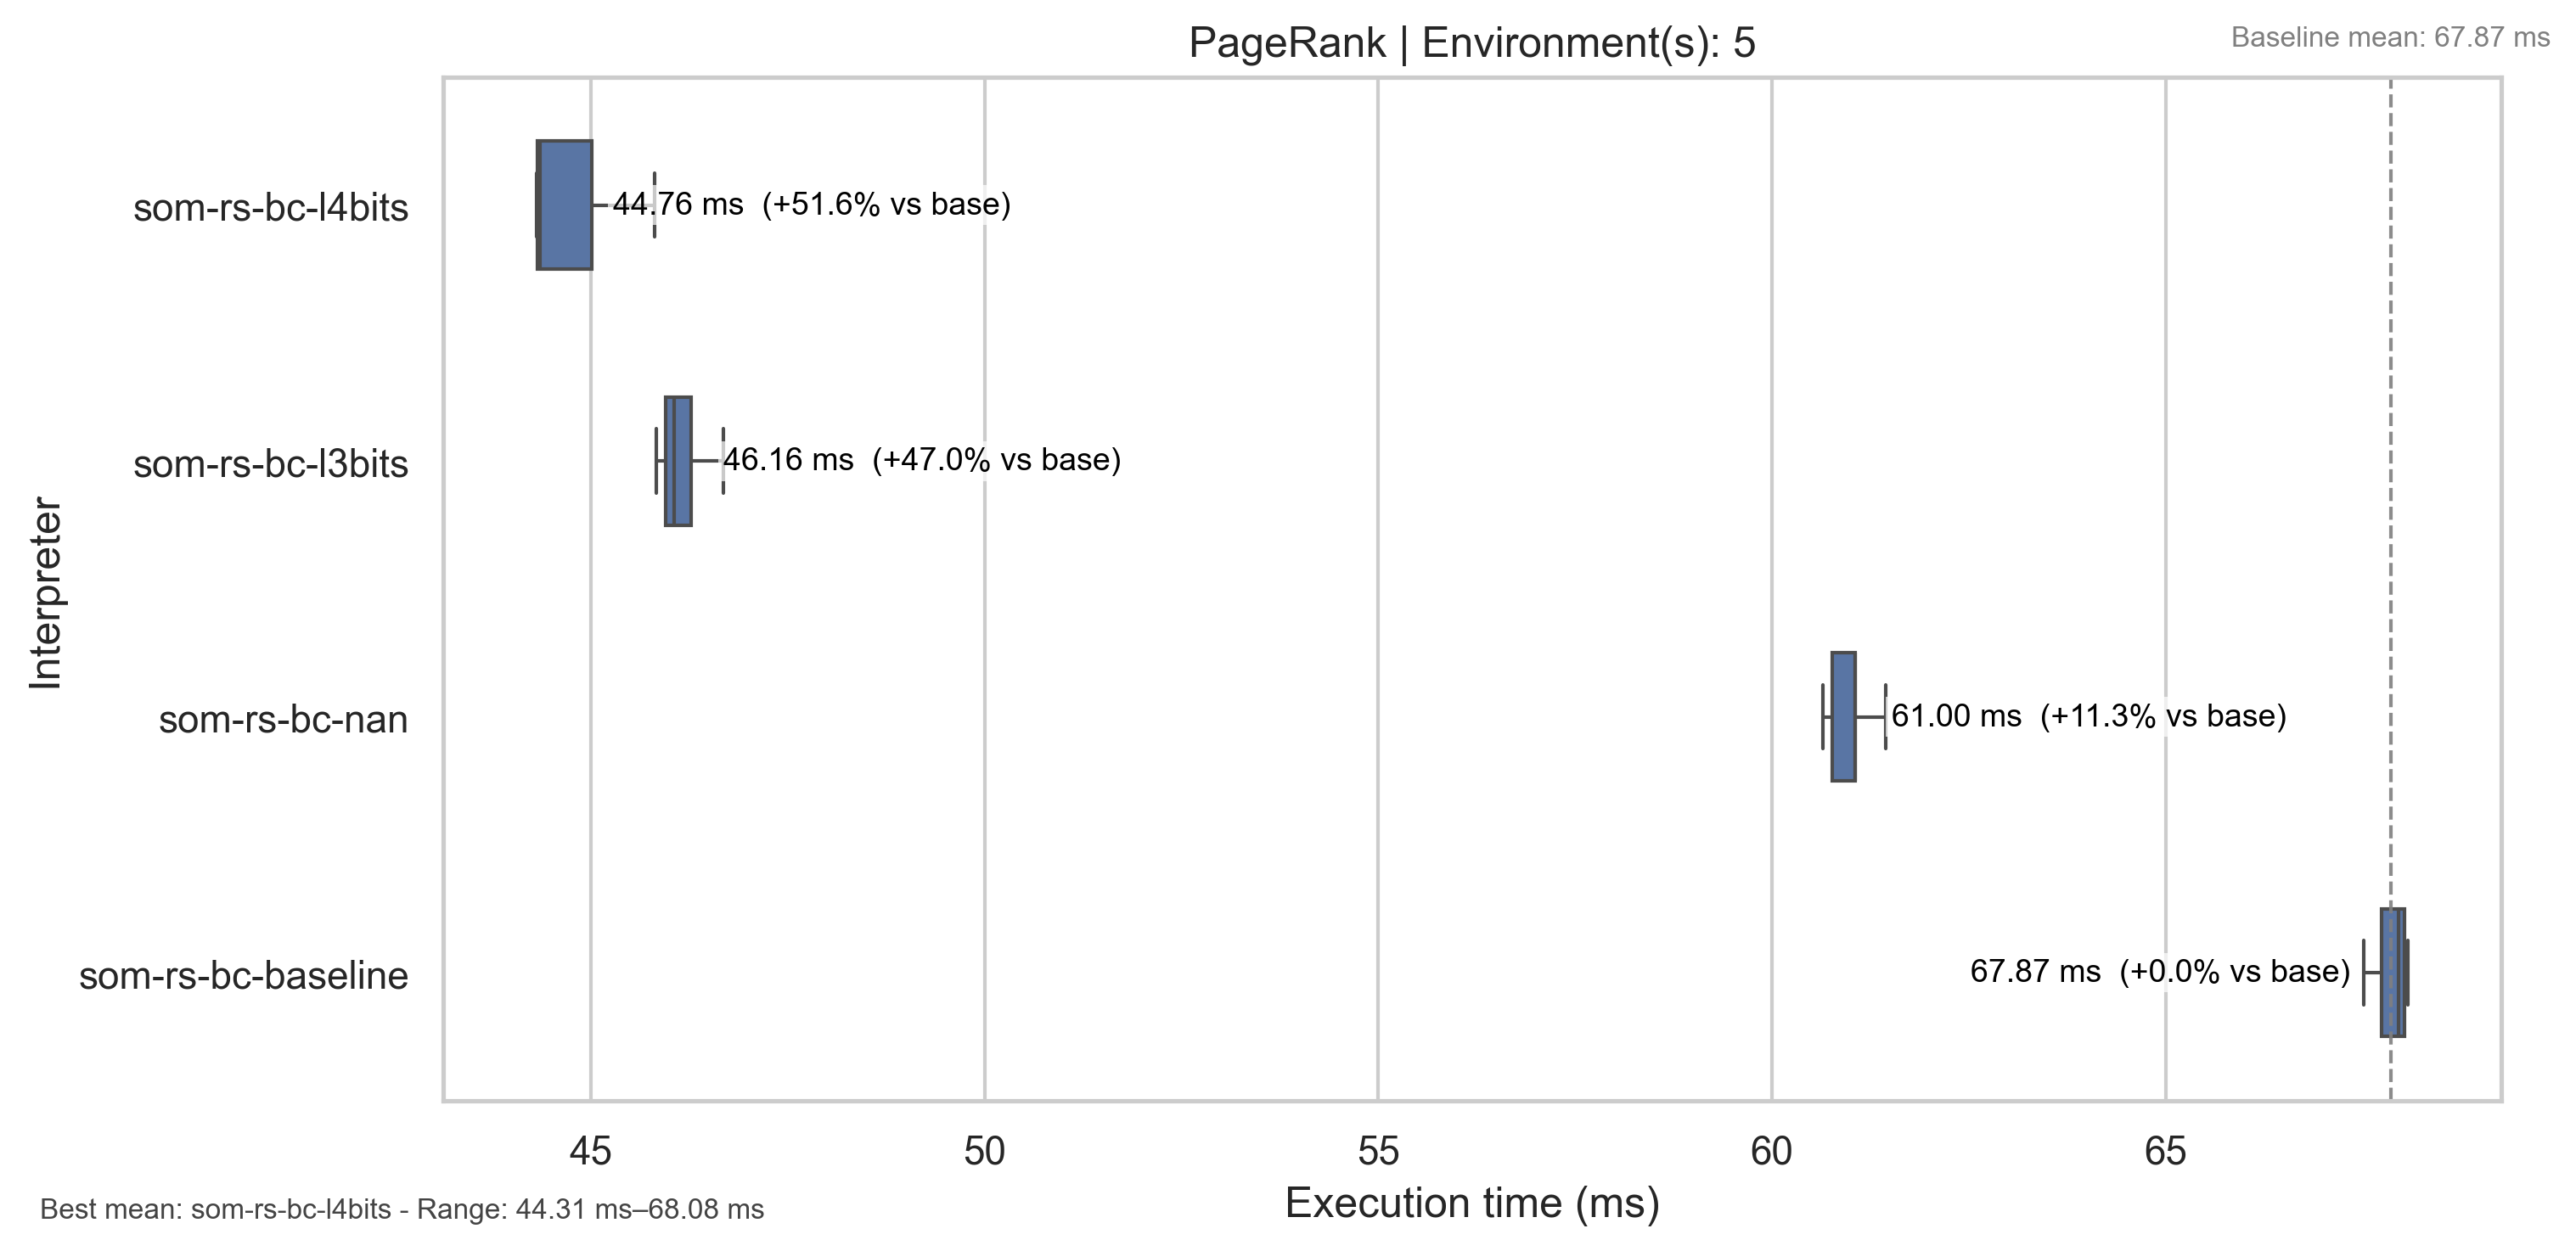 PageRank | Environment(s): 5
Baseline mean: 67.87 ms
Interpreter
som-rs-bc-l4bits
44.76 ms (+51.6% vs base)
som-rs-bc-l3bits
46.16 ms (+47.0% vs base)
som-rs-bc-nan
61.00 ms (+11.3% vs base)
som-rs-bc-baseline
67.87 ms (+0.0% vs base)
45 50 55 60 65
Execution time (ms)
Best mean: som-rs-bc-l4bits - Range: 44.31 ms–68.08 ms